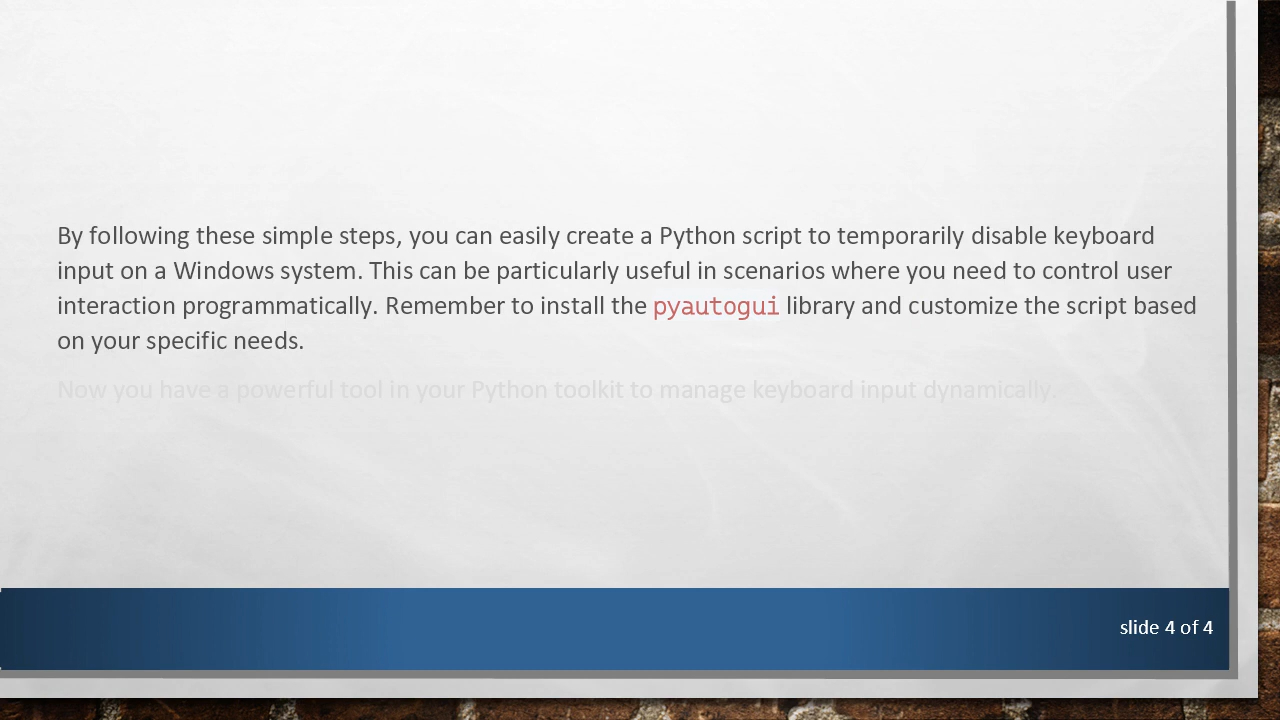 By following these simple steps, you can easily create a Python script to temporarily disable keyboard
input on a Windows system. This can be particularly useful in scenarios where you need to control user
interaction programmatically. Remember to install the pyautogui library and customize the script based
on your specific needs.
Now you have a powerful tool in your Python toolkit to manage keyboard input dynamically.
slide 4 of 4